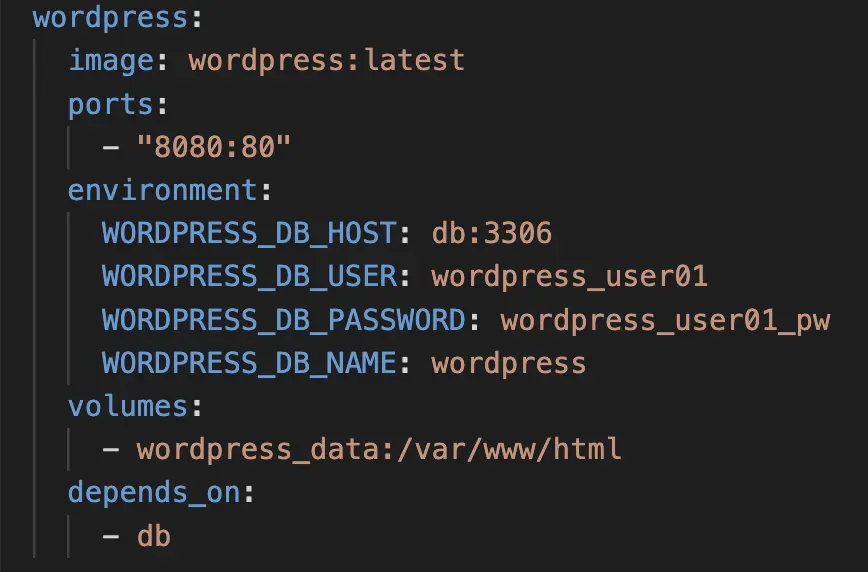 wordpress:
image: wordpress:latest
ports:
- "8080:80"
environment:
WORDPRESS_DB_HOST: db:3306
WORDPRESS_DB_USER: wordpress_user01
WORDPRESS_DB_PASSWORD: wordpress_user01_pw
WORDPRESS_DB_NAME: wordpress
volumes:
- wordpress_data:/var/www/html
depends_on:
- db